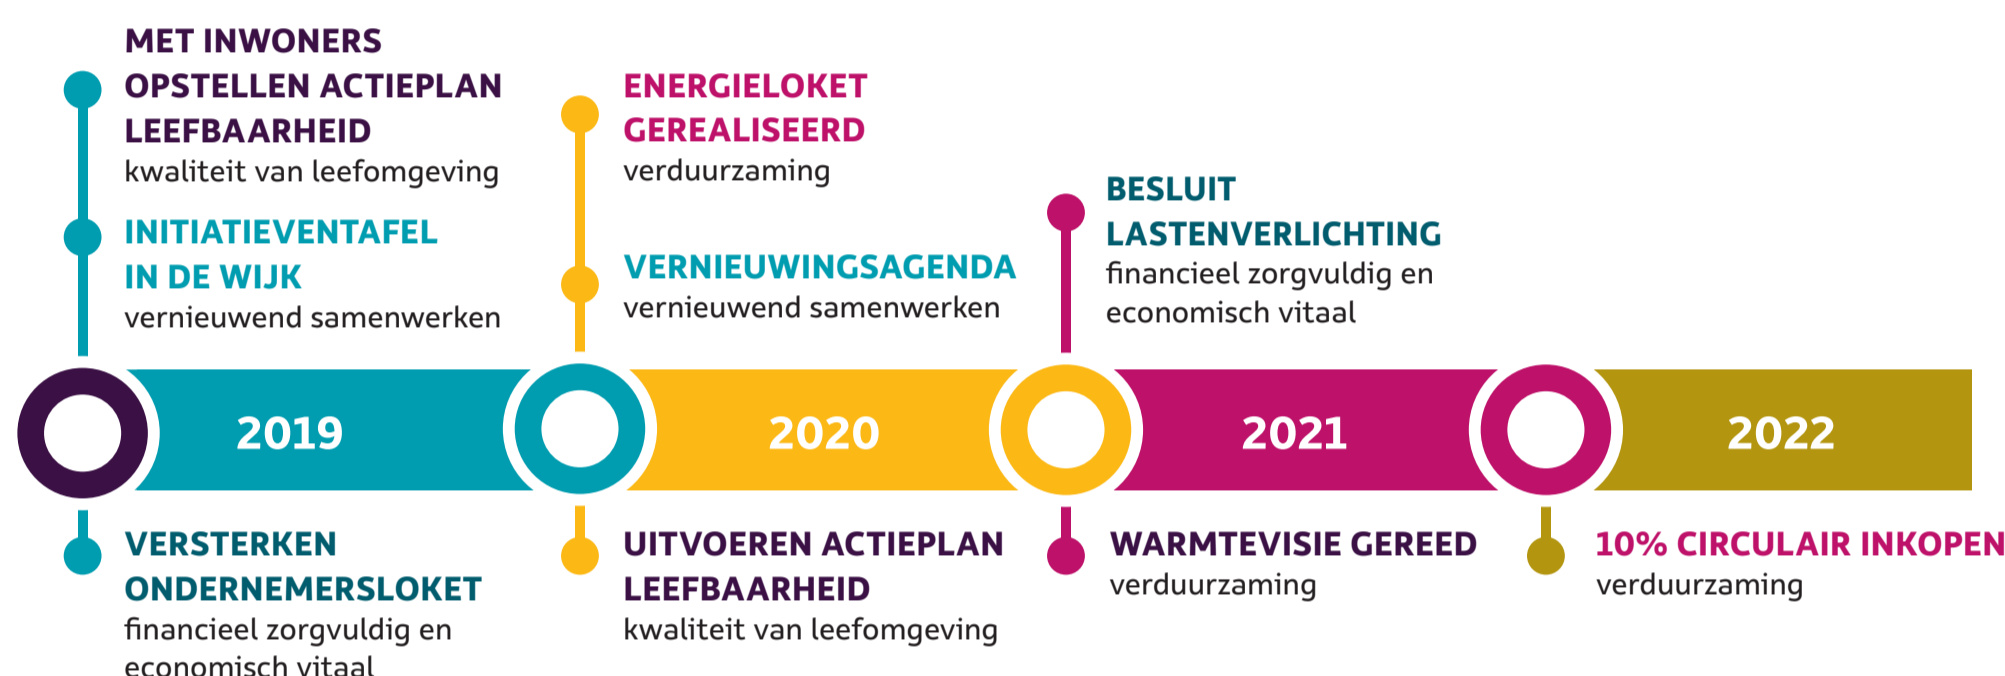 MET INWONERS
OPSTELLEN ACTIEPLAN
LEEFBAARHEID
kwaliteit van leefomgeving
INITIATIEVENTAFEL
IN DE WIJK
vernieuwend samenwerken
ENERGIELOKET
GEREALISEERD
verduurzaming
VERNIEUWINGSAGENDA
vernieuwend samenwerken
BESLUIT
LASTENVERLICHTING
financieel zorgvuldig en
economisch vitaal
2019
2020
2021
2022
VERSTERKEN
ONDERNEMERSLOKET
financieel zorgvuldig en
economisch vitaal
UITVOEREN ACTIEPLAN
LEEFBAARHEID
kwaliteit van leefomgeving
WARMTEVISIE GEREED
verduurzaming
10% CIRCULAIR INKOPEN
verduurzaming